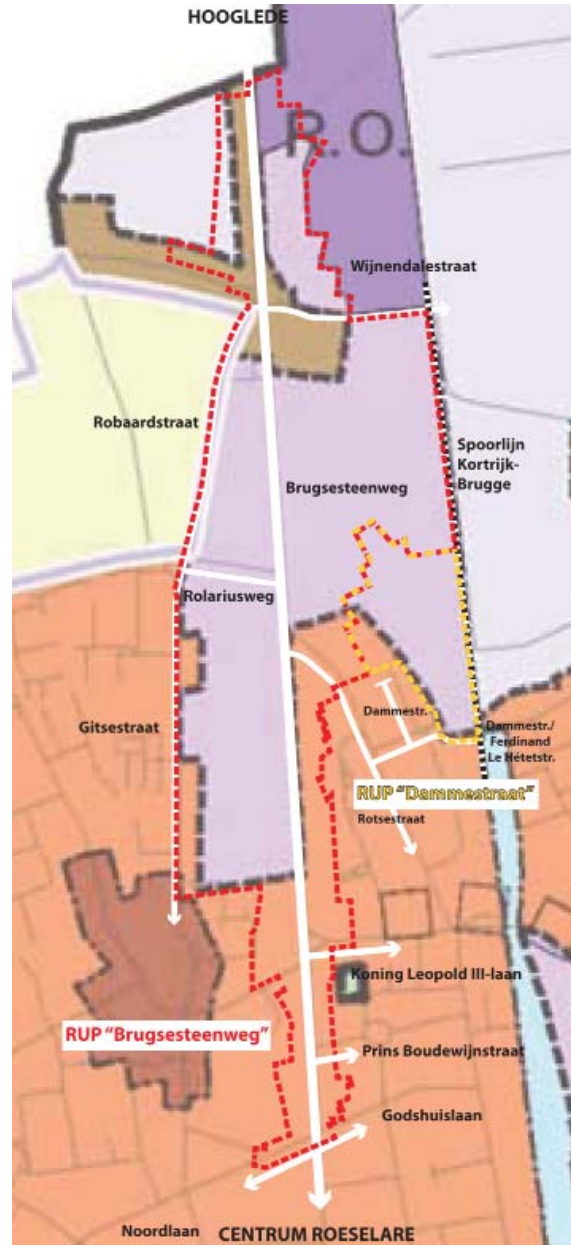 HOOGLEDE
R.O.
Wijnendalestraat
Robaardstraat
Spoorlijn
Kortrijk-
Brugge
Brugsesteenweg
Rolariusweg
Dammestr.
Gitsestraat
Dammestr./
Ferdinand
Le Hétetstr.
RUP "Dammestraat"
Rotsestraat
Koning Leopold III-laan
RUP "Brugsesteenweg"
Prins Boudewijnstraat
Godshuislaan
Noordlaan
CENTRUM ROESELARE